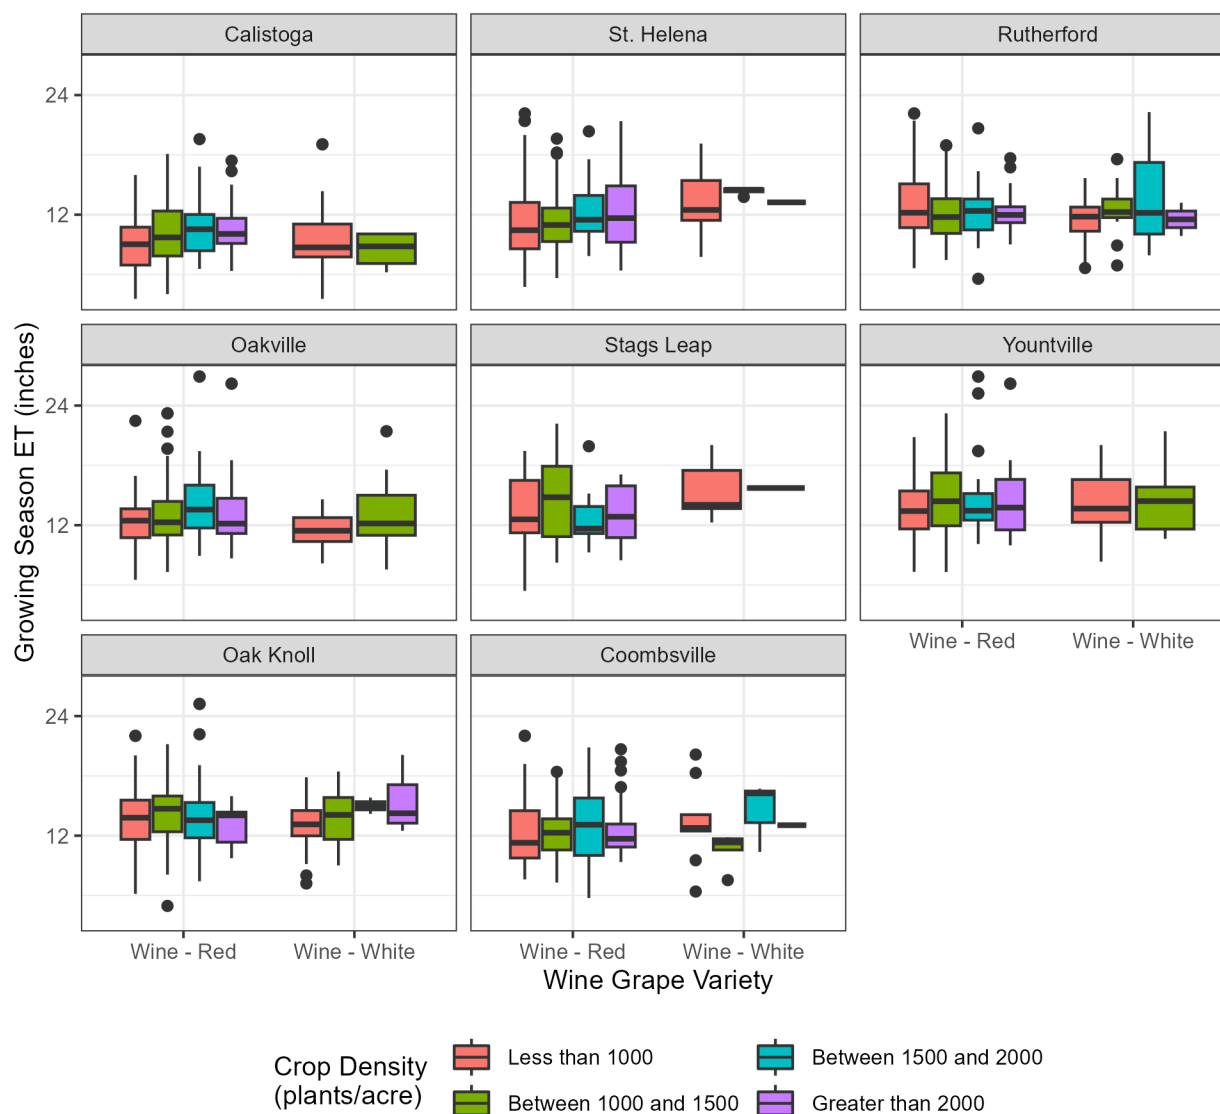 Calistoga
St. Helena
Rutherford
24
12
Oakville
Stags Leap
Yountville
24
12
Growing Season ET (inches)
Wine - Red
Wine - White
Oak Knoll
Coombsville
24
12
Wine - Red
Wine - White
Wine - Red
Wine - White
Wine Grape Variety
Crop Density
(plants/acre)
Less than 1000
Between 1500 and 2000
Between 1000 and 1500
Greater than 2000